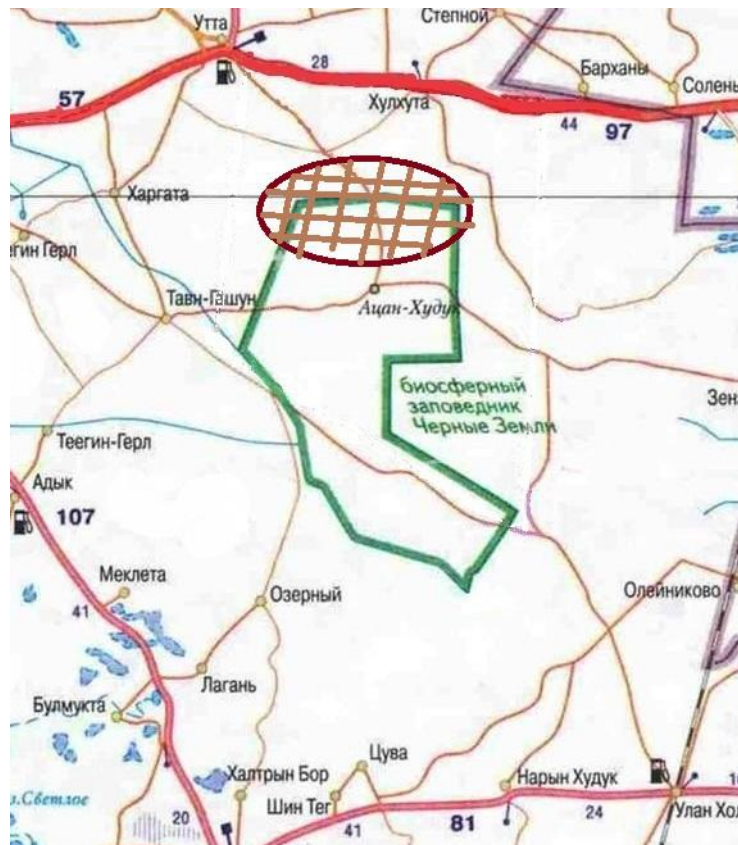 Степной
Утта
28
Барханы
Солень
57
Хулхута
44
97
Харгата
егин Герл
Тавн-Гашун
Ацан-Худук
биосферный
заповедник
Черные Земли
Зен
Теегин-Герл
Адык
107
Меклета
41
Озерный
Олейниково
Лагань
Булмукта
Цува
Халтрын Бор
Нарын Худук
з.Светлое
Шин Тег
Улан Хол
20
41
81
24